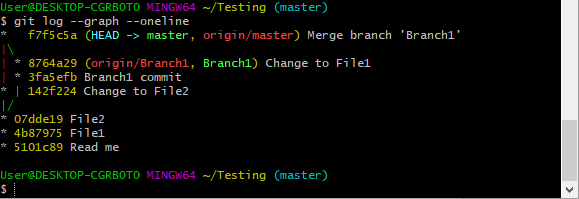 User@DESKTOP-CGRBOTO MINGW64 ~/Testing (master)
$ git log --graph --oneline
*   f7f5c5a (HEAD -> master, origin/master) Merge branch 'Branch1'
|\
| * 8764a29 (origin/Branch1, Branch1) Change to File1
| * 3fa5efb Branch1 commit
* | 142f224 Change to File2
|/
* 07dde19 File2
* 4b87975 File1
* 5101c89 Read me

User@DESKTOP-CGRBOTO MINGW64 ~/Testing (master)
$